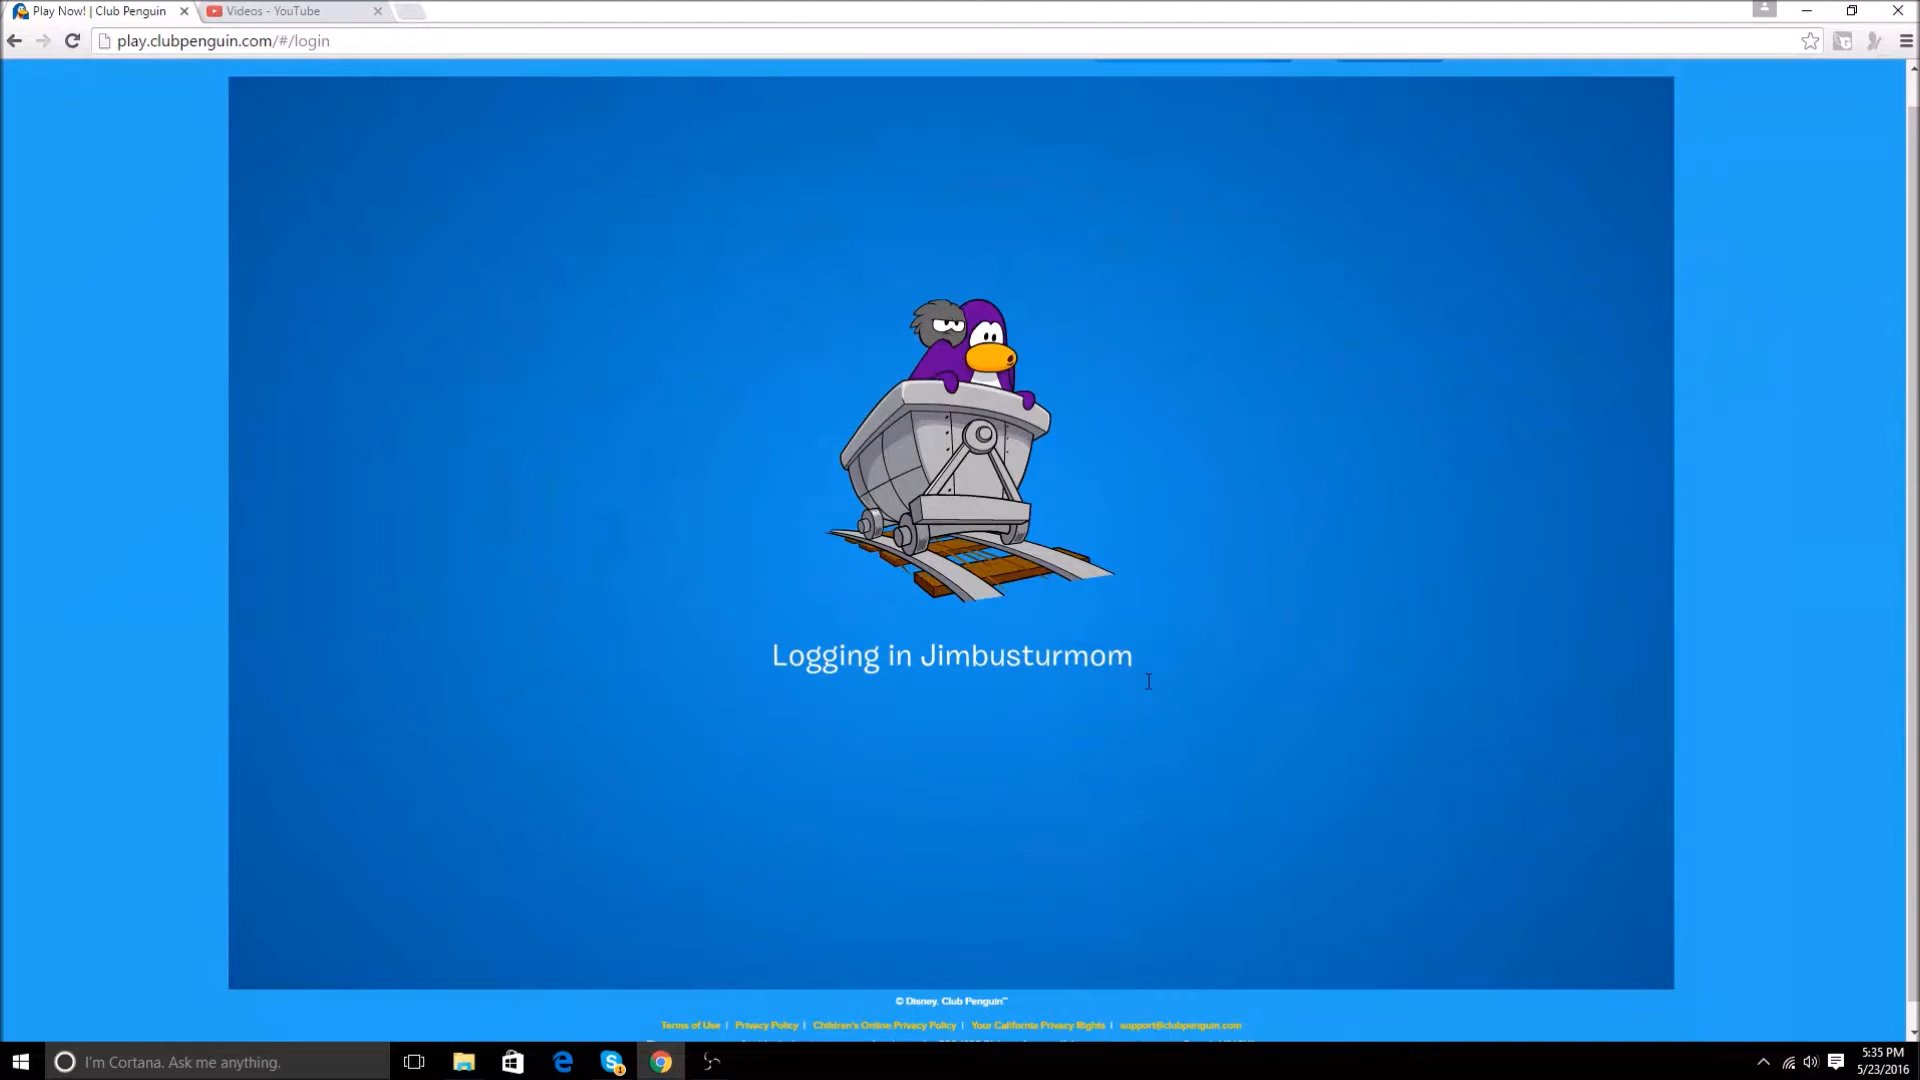 Play Now! | Club Penguin
Videos - YouTube
play.clubpenguin.com/#/login
Logging in Jimbusturmom
© Disney. Club Penguin™
Terms of Use | Privacy Policy | Children's Online Privacy Policy | Your California Privacy Rights | support@clubpenguin.com
I'm Cortana. Ask me anything.
1
5:35 PM
5/23/2016